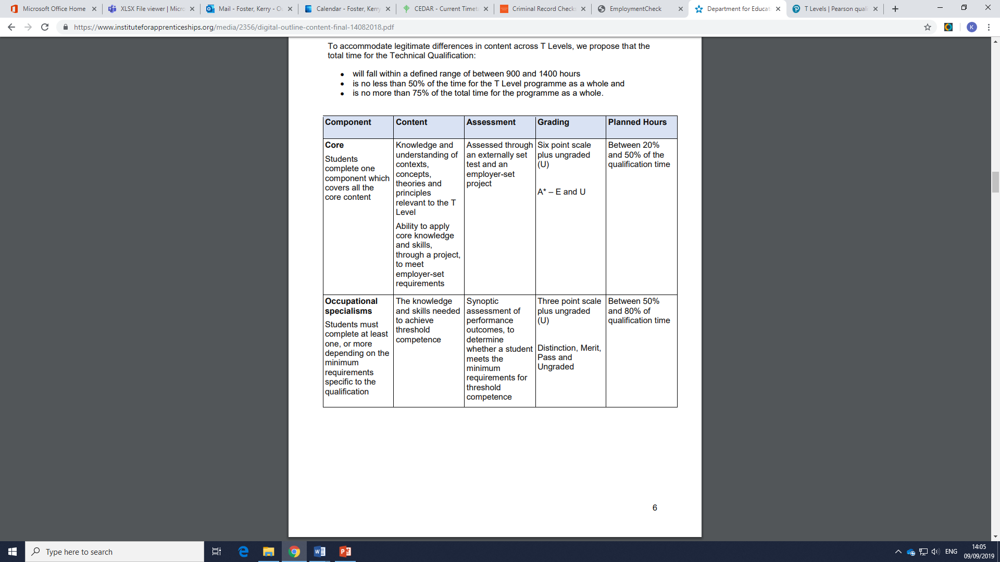 Microsoft Office Home
XLSX File viewer | Micro
Mail - Foster, Kerry - O
Calendar - Foster, Kerry
CEDAR - Current Timet
Criminal Record Checks
EmploymentCheck
Department for Educat
T Levels | Pearson quali
https://www.instituteforapprenticeships.org/media/2356/digital-outline-content-final-14082018.pdf
K
To accommodate legitimate differences in content across T Levels, we propose that the
total time for the Technical Qualification:
• will fall within a defined range of between 900 and 1400 hours
• is no less than 50% of the time for the T Level programme as a whole and
• is no more than 75% of the total time for the programme as a whole.
Component
Content
Assessment
Grading
Planned Hours
Core
Students
complete one
component which
covers all the
core content
Knowledge and
understanding of
contexts,
concepts,
theories and
principles
relevant to the T
Level
Ability to apply
core knowledge
and skills,
through a project,
to meet
employer-set
requirements
Assessed through
an externally set
test and an
employer-set
project
Six point scale
plus ungraded
(U)
A* – E and U
Between 20%
and 50% of the
qualification time
Occupational
specialisms
Students must
complete at least
one, or more
depending on the
minimum
requirements
specific to the
qualification
The knowledge
and skills needed
to achieve
threshold
competence
Synoptic
assessment of
performance
outcomes, to
determine
whether a student
meets the
minimum
requirements for
threshold
competence
Three point scale
plus ungraded
(U)
Distinction, Merit,
Pass and
Ungraded
Between 50%
and 80% of
qualification time
6
Type here to search
ENG
14:05
09/09/2019